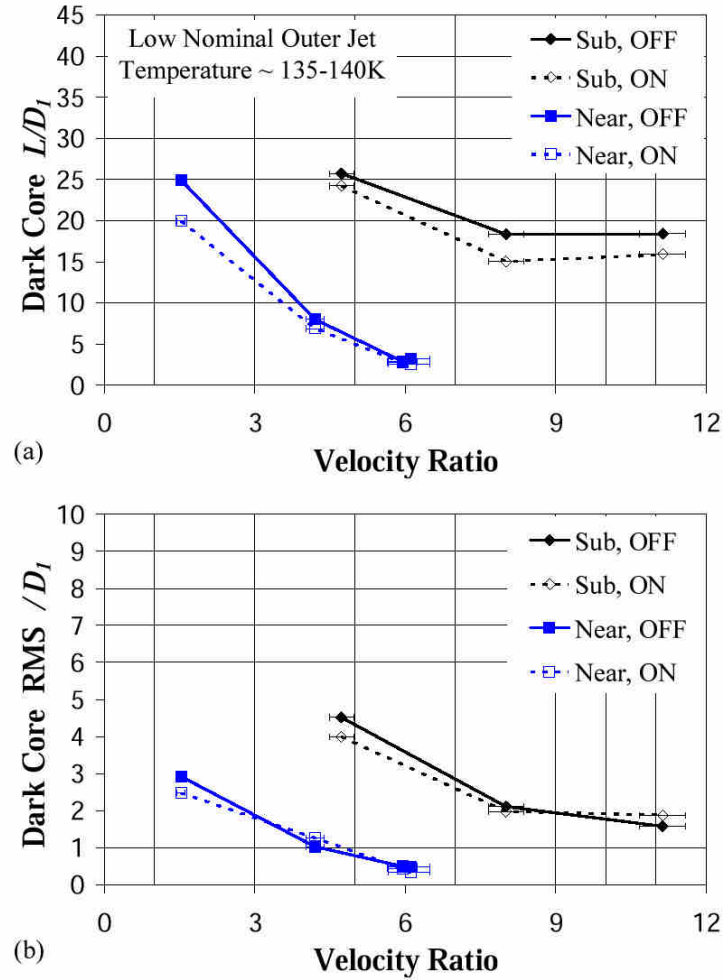 45
40
35
30
25
20
15
10
5
0
Dark Core L/D1
Low Nominal Outer Jet
Temperature ~ 135-140K
Sub, OFF
Sub, ON
Near, OFF
Near, ON
0 3 6 9 12
(a)
Velocity Ratio
10
9
8
7
6
5
4
3
2
1
0
Dark Core RMS /D1
Sub, OFF
Sub, ON
Near, OFF
Near, ON
0 3 6 9 12
(b)
Velocity Ratio